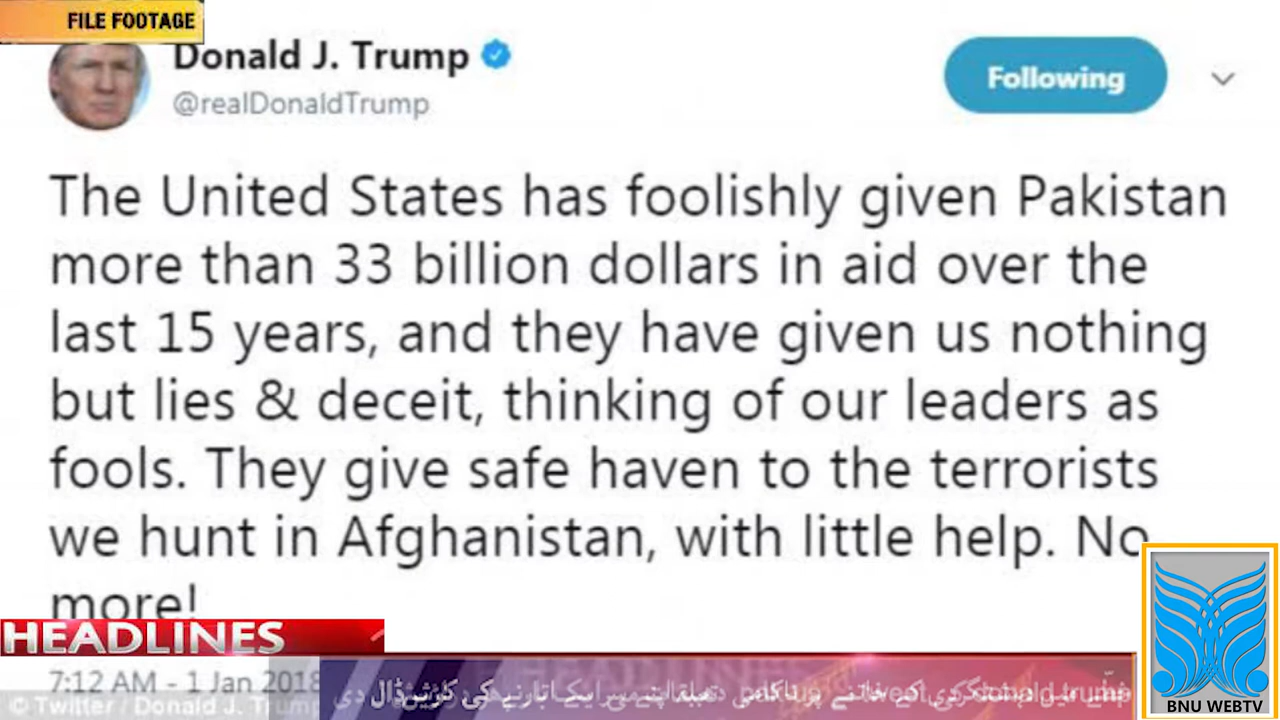 FILE FOOTAGE
Donald J. Trump
@realDonaldTrump
Following
The United States has foolishly given Pakistan
more than 33 billion dollars in aid over the
last 15 years, and they have given us nothing
but lies & deceit, thinking of our leaders as
fools. They give safe haven to the terrorists
we hunt in Afghanistan, with little help. No
more!
HEADLINES
7:12 AM - 1 Jan 2018
© Twitter / Donald J. Trump
کی
دی
BNU WEBTV